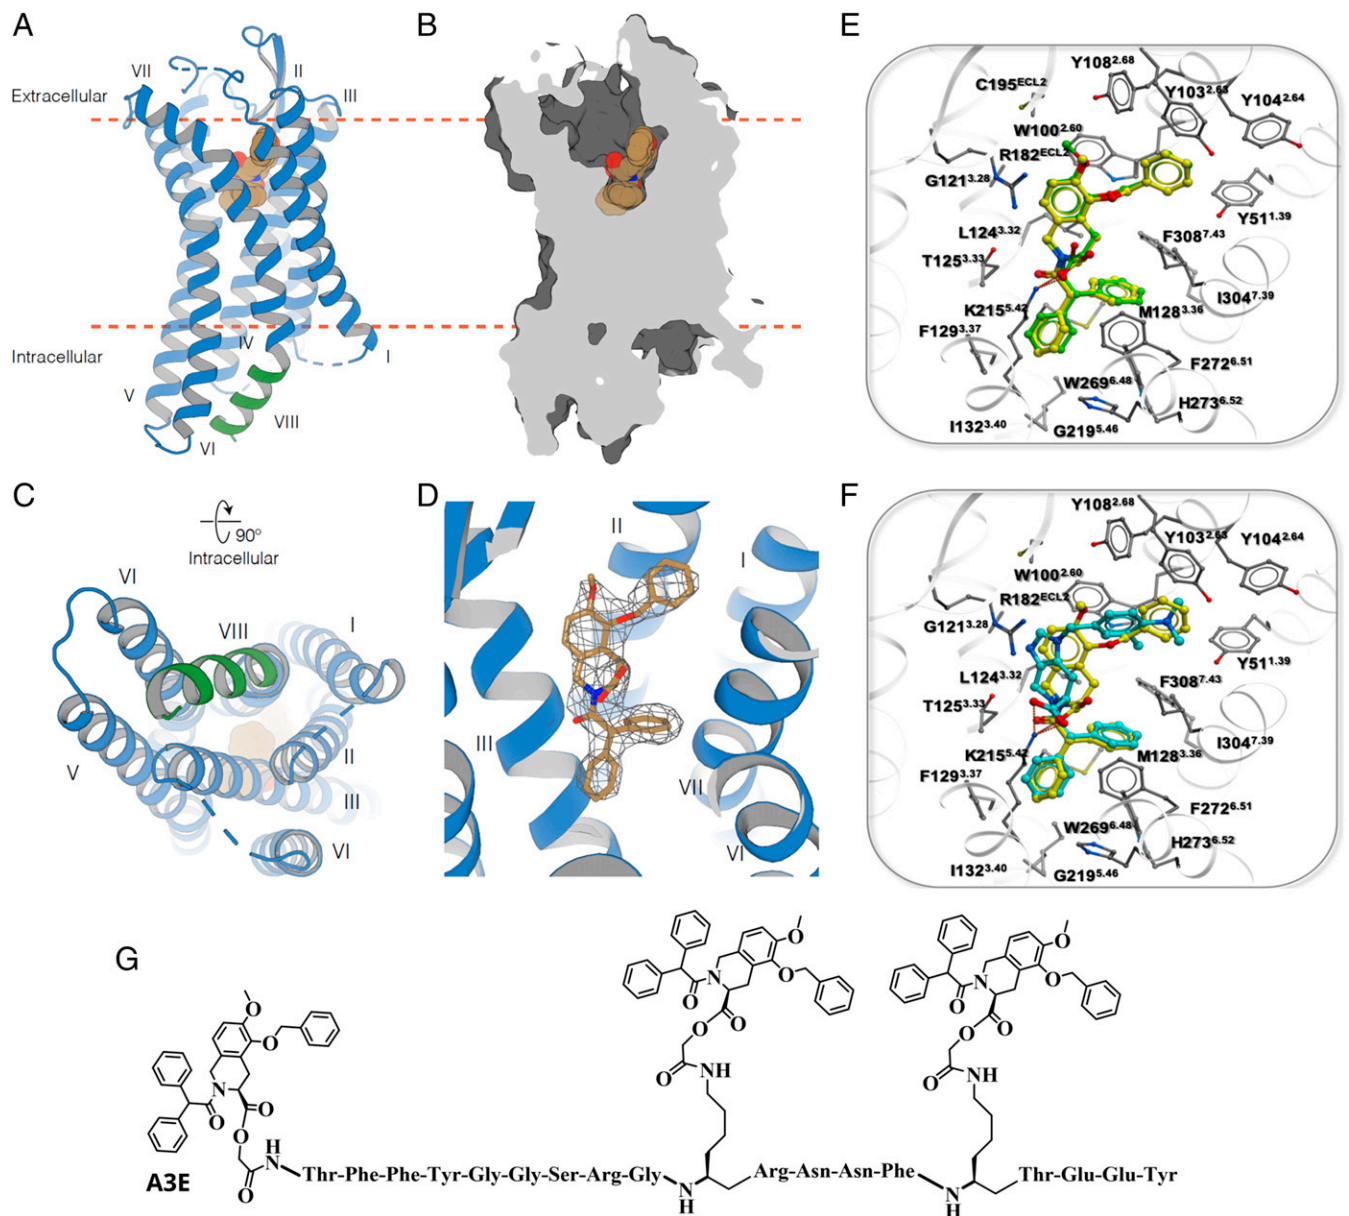 A
VII
II
III
Extracellular
Intracellular
IV
I
V
VIII
VI
B
C
90°
Intracellular
VI
VIII
I
V
II
III
VI
D
II
I
III
VII
VI
E
Y108^2.68
C195^ECL2
Y103^2.63
Y104^2.64
W100^2.60
R182^ECL2
G121^3.28
Y51^1.39
L124^3.32
F308^7.43
T125^3.33
I304^7.39
K215^5.42
M128^3.36
F129^3.37
F272^6.51
W269^6.48
H273^6.52
I132^3.40
G219^5.46
F
Y108^2.68
Y103^2.63
Y104^2.64
W100^2.60
R182^ECL2
G121^3.28
Y51^1.39
L124^3.32
F308^7.43
T125^3.33
I304^7.39
K215^5.42
M128^3.36
F129^3.37
F272^6.51
W269^6.48
H273^6.52
I132^3.40
G219^5.46
G
O
O
N
O
O
O
O
H
N
A3E
Thr-Phe-Phe-Tyr-Gly-Gly-Ser-Arg-Gly
O
O
N
O
O
O
O
NH
N
H
Arg-Asn-Asn-Phe
O
O
N
O
O
O
O
NH
N
H
Thr-Glu-Glu-Tyr